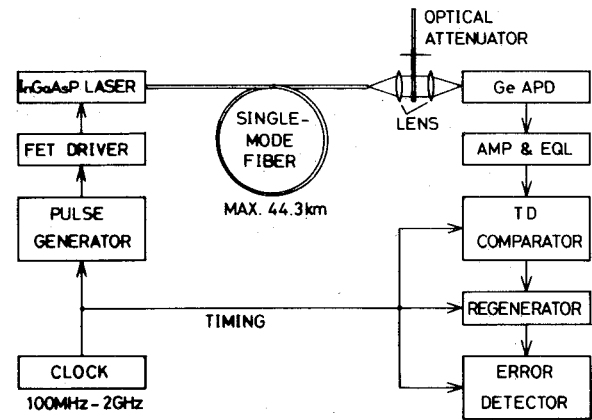 OPTICAL
ATTENUATOR
InGaAsP LASER
Ge APD
LENS
SINGLE-
MODE
FIBER
FET DRIVER
AMP & EQL
MAX. 44.3km
PULSE
GENERATOR
TD
COMPARATOR
TIMING
REGENERATOR
CLOCK
ERROR
DETECTOR
100MHz-2GHz